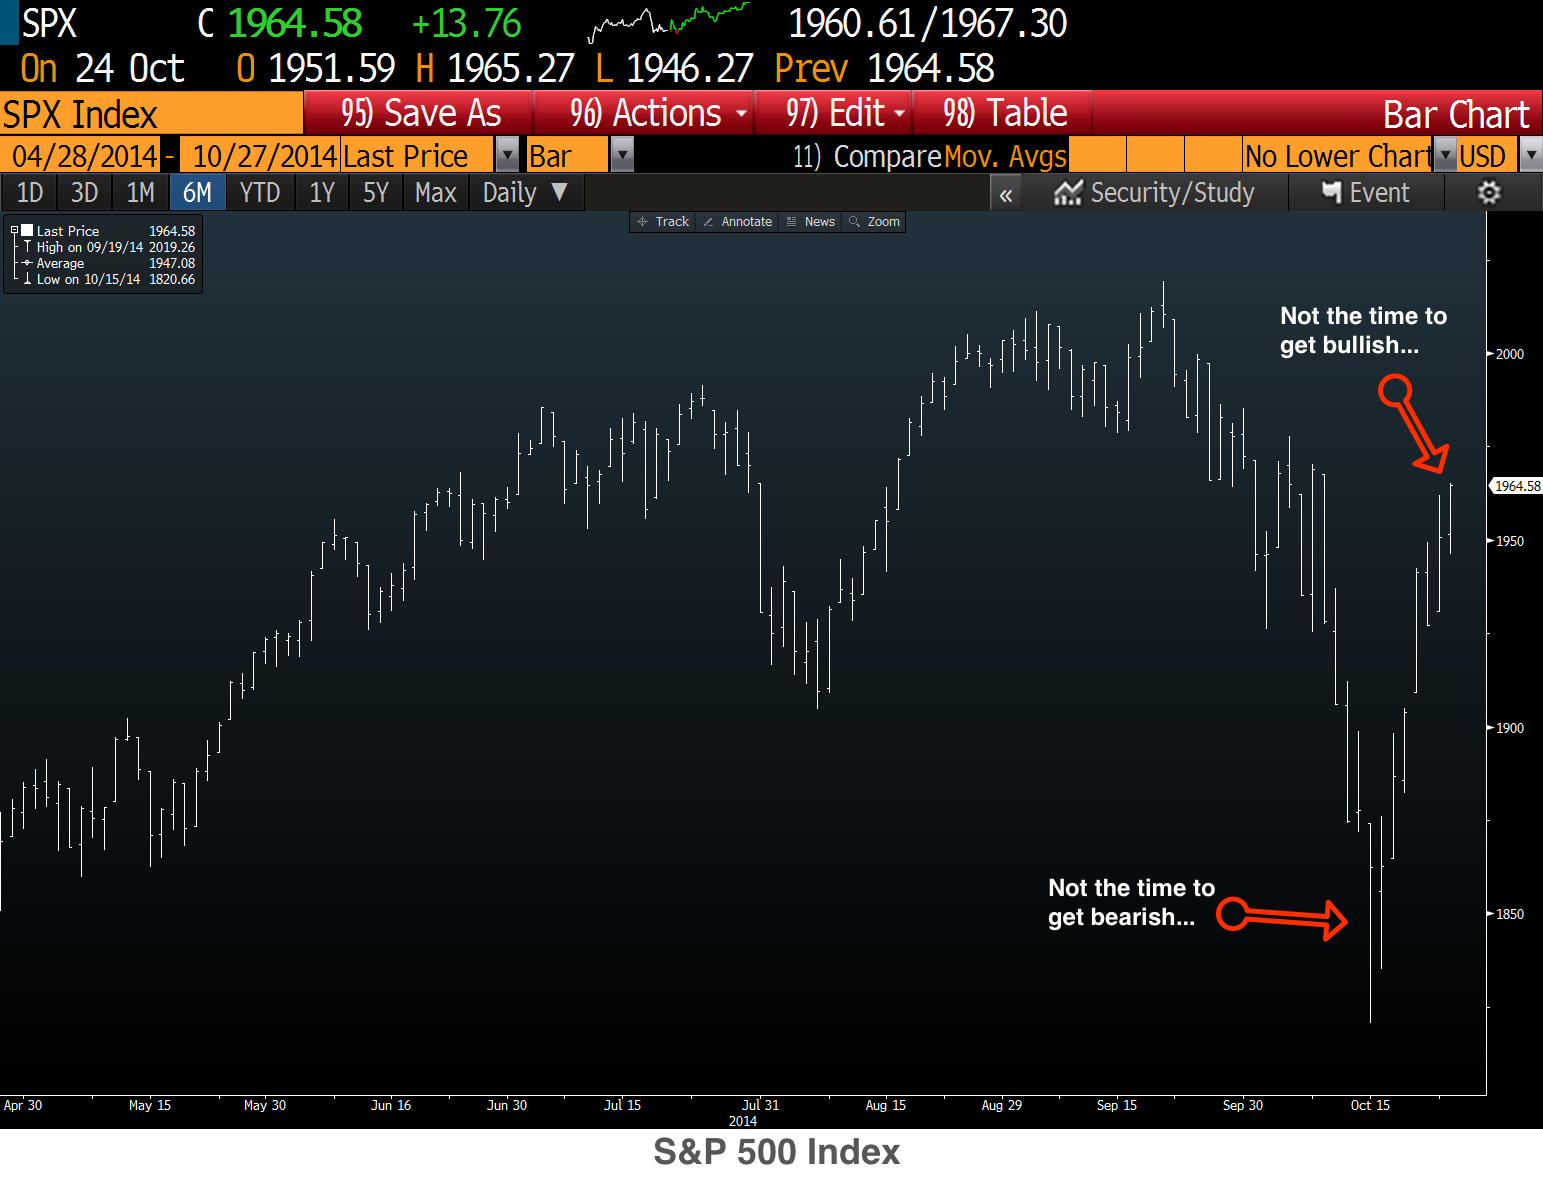 SPX C 1964.58 +13.76 1960.61/1967.30
On 24 Oct O 1951.59 H 1965.27 L 1946.27 Prev 1964.58
SPX Index 95) Save As 96) Actions 97) Edit 98) Table Bar Chart
04/28/2014 - 10/27/2014 Last Price Bar 11) Compare Mov. Avgs No Lower Chart USD
1D 3D 1M 6M YTD 1Y 5Y Max Daily ▼ « Security/Study Event
Track Annotate News Zoom
Last Price 1964.58
High on 09/19/14 2019.26
Average 1947.08
Low on 10/15/14 1820.66
Not the time to
get bullish...
2000
1964.58
1950
1900
Not the time to
get bearish...
1850
Apr 30 May 15 May 30 Jun 16 Jun 30 Jul 15 Jul 31 Aug 15 Aug 29 Sep 15 Sep 30 Oct 15
2014
S&P 500 Index